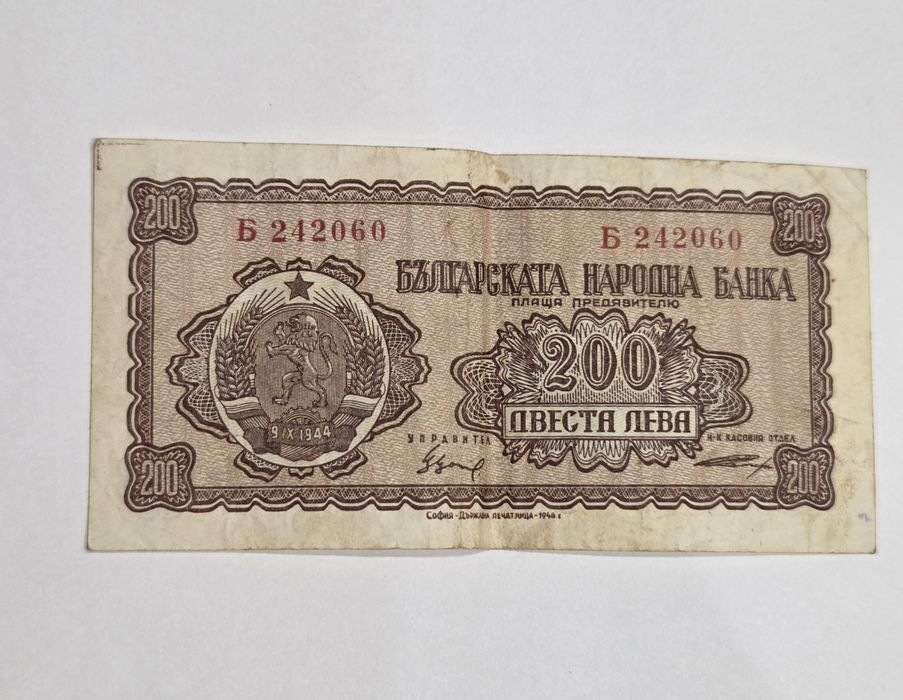 200 200
Б 242060 Б 242060
БЪЛГАРСКАТА НАРОДНА БАНКА
ПЛАЩА ПРЕДЯВИТЕЛЮ
200
ДВЕСТА ЛЕВА
9 IX 1944
УПРАВИТЕЛ Н-К КАСОВИЯ ОТДЕЛ
200 200
СОФИЯ - ДЪРЖАВНА ПЕЧАТНИЦА - 1948 г.